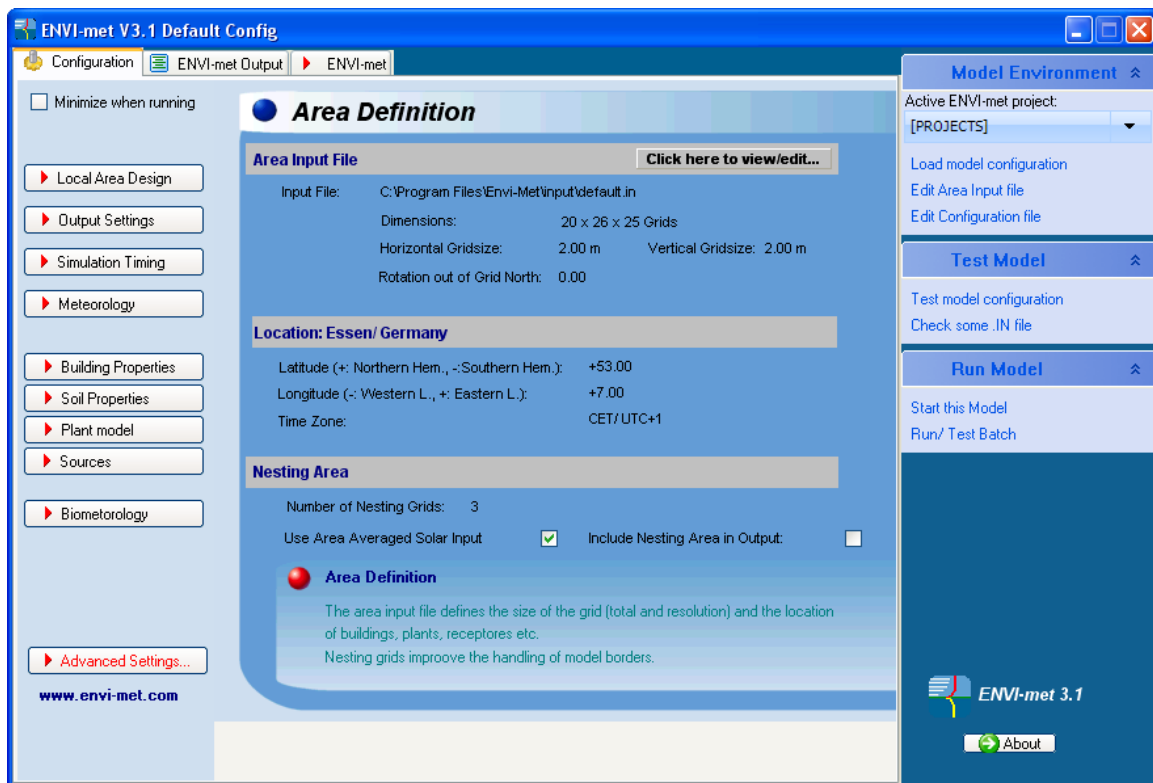 ENVI-met V3.1 Default Config
Configuration
ENVI-met Output
ENVI-met
Minimize when running
Local Area Design
Output Settings
Simulation Timing
Meteorology
Building Properties
Soil Properties
Plant model
Sources
Biometorology
Advanced Settings...
www.envi-met.com
Area Definition
Area Input File
Click here to view/edit...
Input File: C:\Program Files\Envi-Met\input\default.in
Dimensions: 20 x 26 x 25 Grids
Horizontal Gridsize: 2.00 m Vertical Gridsize: 2.00 m
Rotation out of Grid North: 0.00
Location: Essen/ Germany
Latitude (+: Northern Hem., -:Southern Hem.): +53.00
Longitude (-: Western L., +: Eastern L.): +7.00
Time Zone: CET/ UTC+1
Nesting Area
Number of Nesting Grids: 3
Use Area Averaged Solar Input Include Nesting Area in Output:
Area Definition
The area input file defines the size of the grid (total and resolution) and the location
of buildings, plants, receptores etc.
Nesting grids improove the handling of model borders.
Model Environment
Active ENVI-met project:
[PROJECTS]
Load model configuration
Edit Area Input file
Edit Configuration file
Test Model
Test model configuration
Check some .IN file
Run Model
Start this Model
Run/ Test Batch
ENVI-met 3.1
About